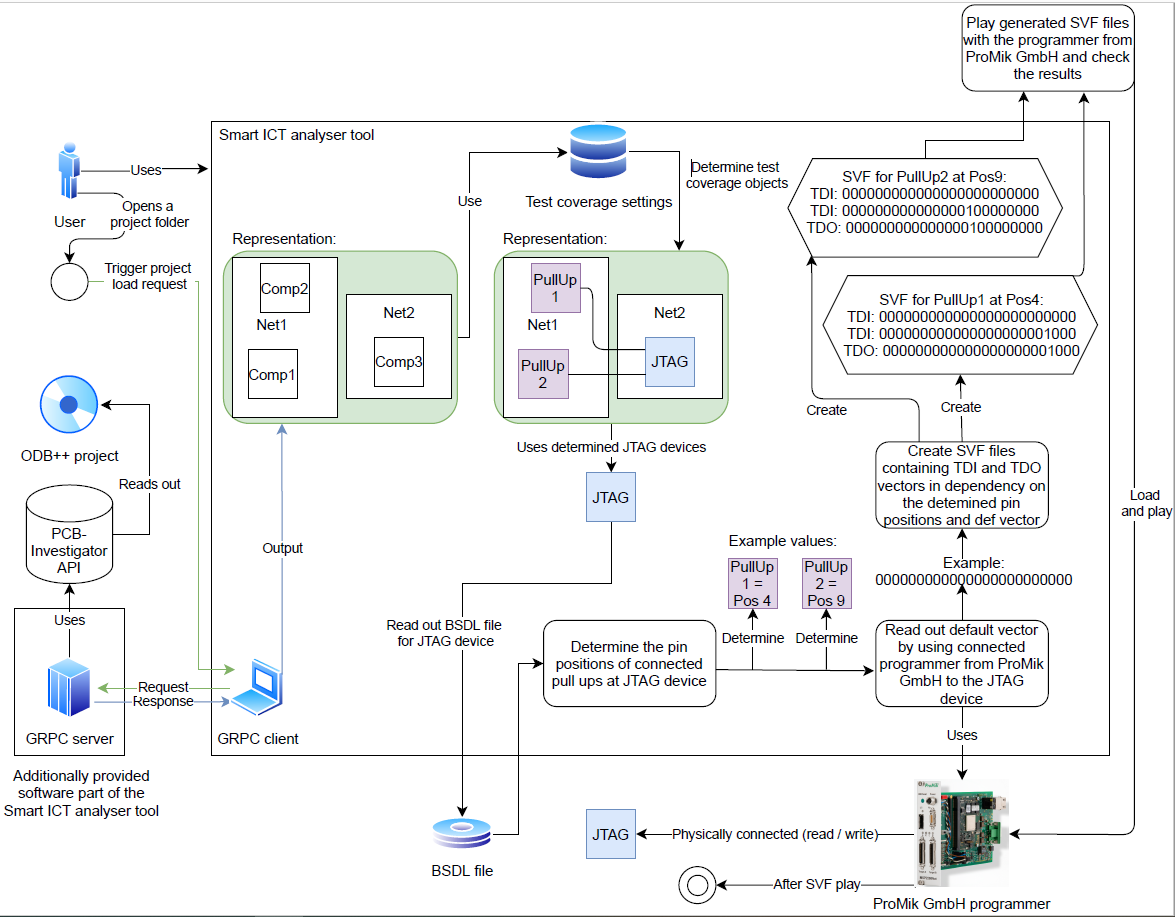 Play generated SVF files
with the programmer from
ProMik GmbH and check
the results
Smart ICT analyser tool
Uses
User
Opens a
project folder
Trigger project
load request
Test coverage settings
Use
Determine test
coverage objects
SVF for PullUp2 at Pos9:
TDI: 000000000000000000000000
TDI: 000000000000000100000000
TDO: 000000000000000100000000
Representation:
Comp2
Net1
Comp1
Net2
Comp3
Representation:
PullUp
1
Net1
PullUp
2
Net2
JTAG
SVF for PullUp1 at Pos4:
TDI: 000000000000000000000000
TDI: 000000000000000000001000
TDO: 000000000000000000001000
Create
Create
ODB++ project
Reads out
PCB-
Investigator
API
Uses
Uses determined JTAG devices
JTAG
Create SVF files
containing TDI and TDO
vectors in dependency on
the detemined pin
positions and def vector
Load
and play
Output
Example values:
PullUp
1 =
Pos 4
PullUp
2 =
Pos 9
Example:
000000000000000000000000
Read out BSDL file
for JTAG device
Determine
Determine
Determine the pin
positions of connected
pull ups at JTAG device
Read out default vector
by using connected
programmer from ProMik
GmbH to the JTAG
device
Request
Response
GRPC server
GRPC client
Uses
Additionally provided
software part of the
Smart ICT analyser tool
JTAG
Physically connected (read / write)
BSDL file
After SVF play
ProMik GmbH programmer